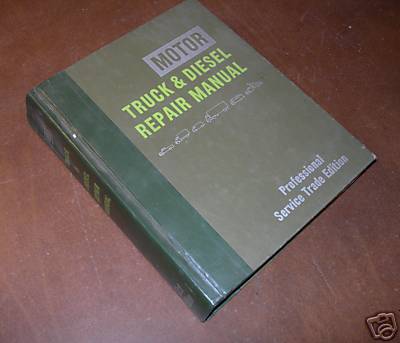 MOTOR
TRUCK & DIESEL
REPAIR MANUAL
Professional
Service Trade Edition